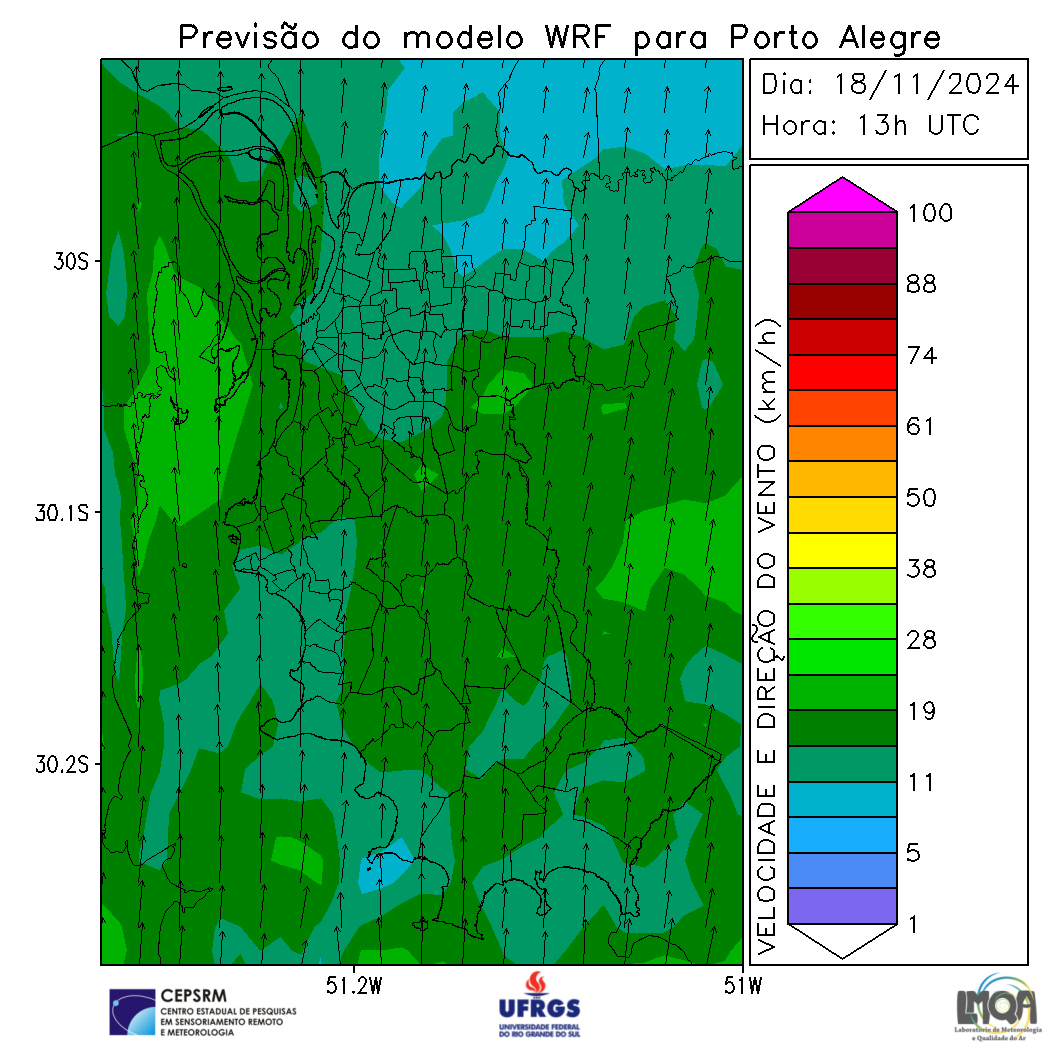 Previsão do modelo WRF para Porto Alegre
Dia: 18/11/2024
Hora: 13h UTC
30S
30.1S
30.2S
51.2W
51W
VELOCIDADE E DIREÇÃO DO VENTO (km/h)
100
88
74
61
50
38
28
19
11
5
1
CEPSRM
CENTRO ESTADUAL DE PESQUISAS
EM SENSORIAMENTO REMOTO
E METEOROLOGIA
UFRGS
UNIVERSIDADE FEDERAL
DO RIO GRANDE DO SUL
LMQA
Laboratório de Meteorologia
e Qualidade do Ar